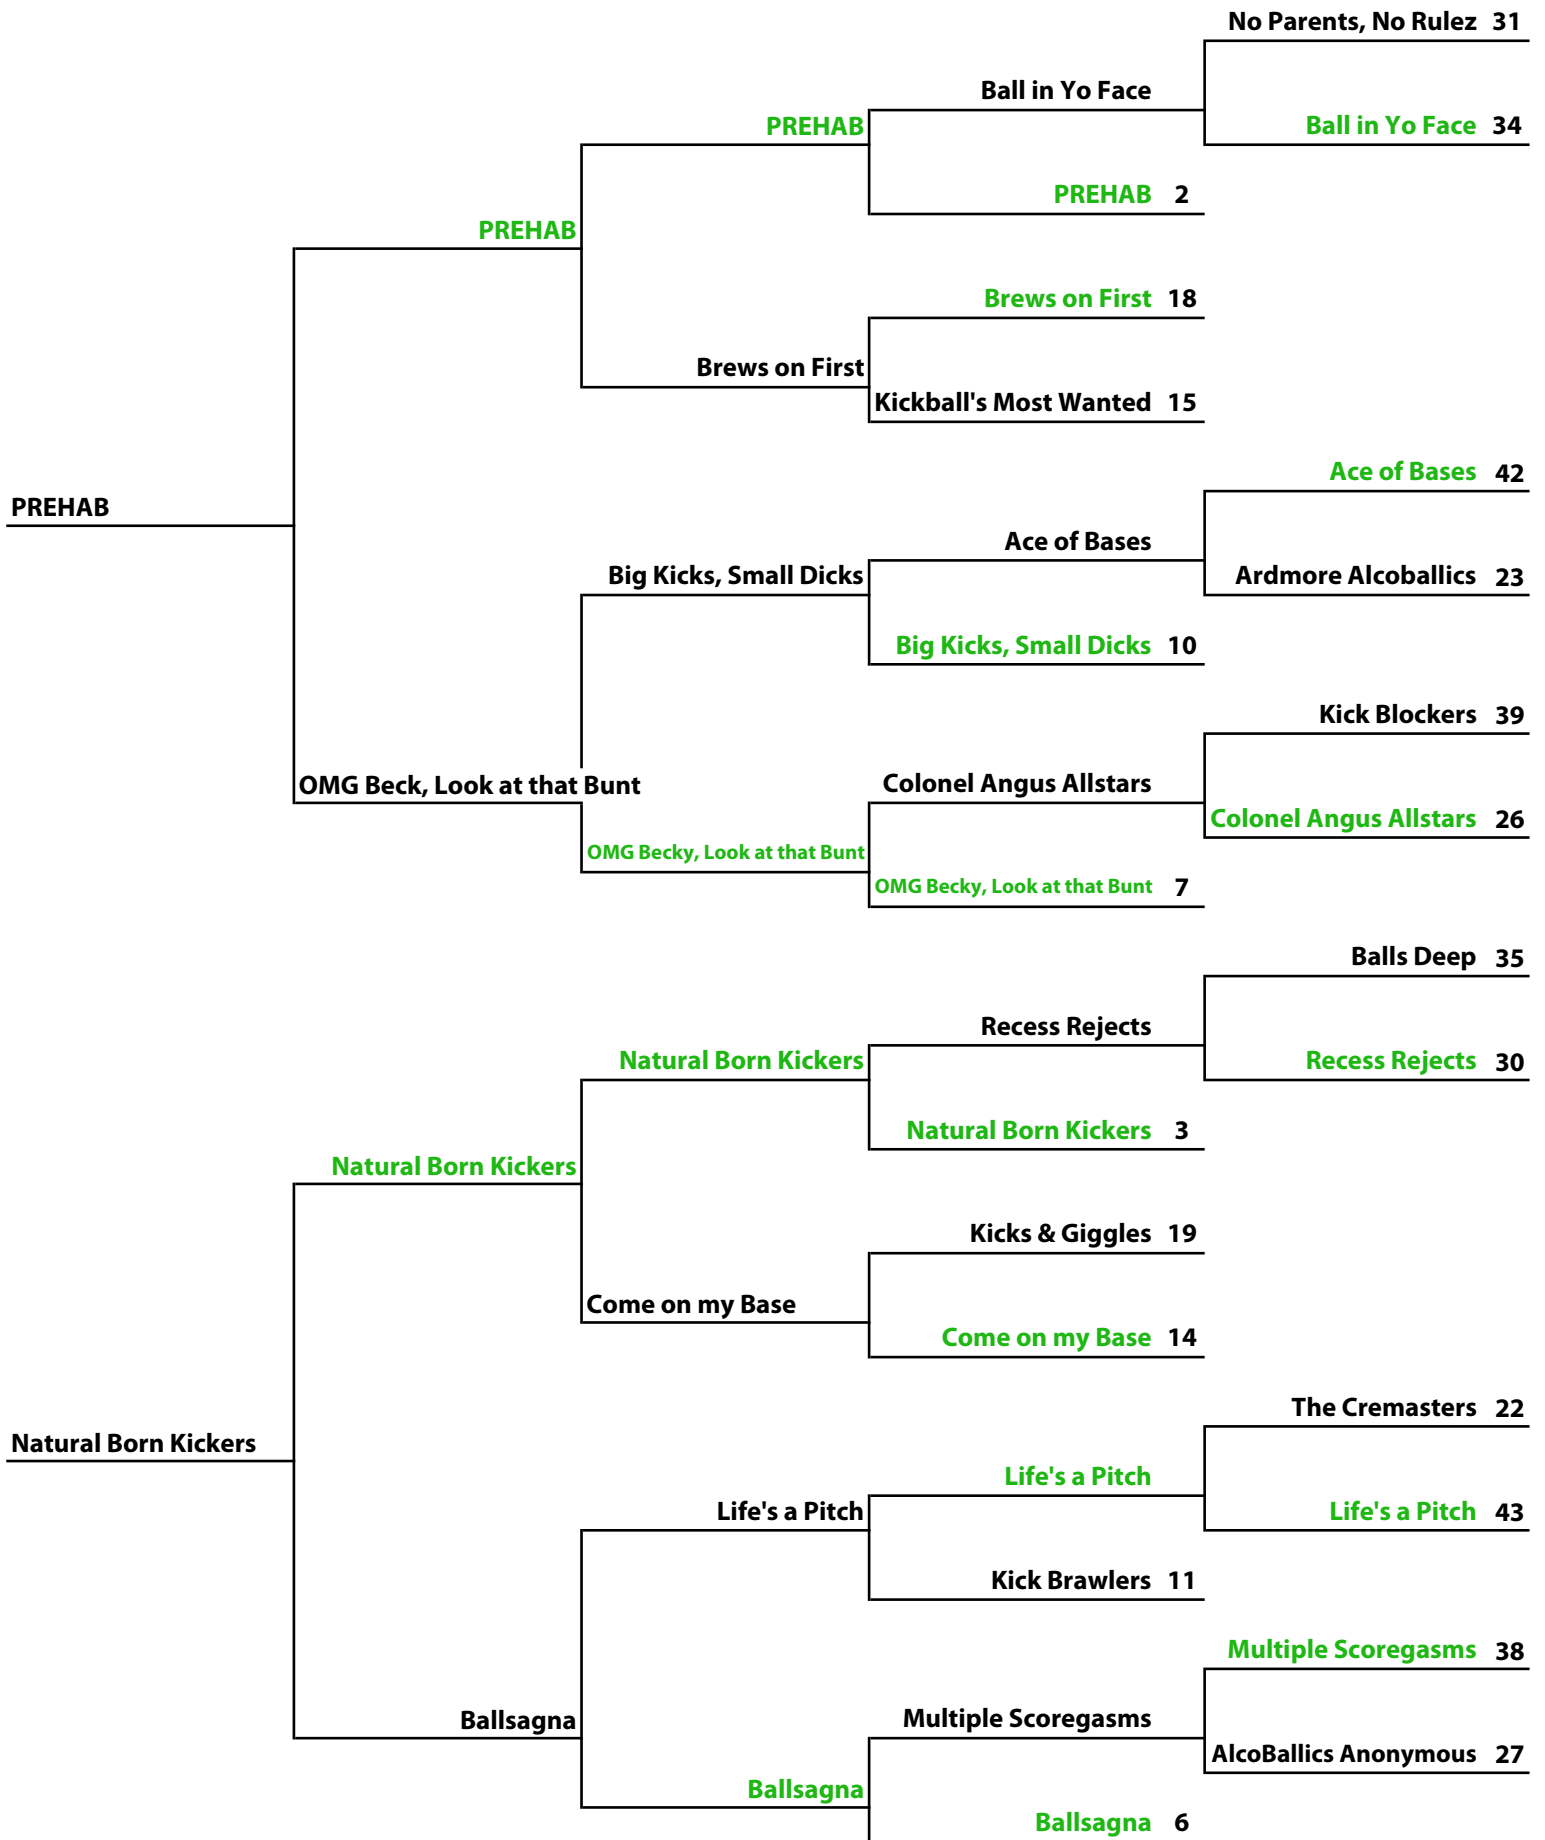 No Parents, No Rulez 31
Ball in Yo Face
PREHAB
Ball in Yo Face 34
PREHAB 2
PREHAB
Brews on First 18
Brews on First
Kickball's Most Wanted 15
Ace of Bases 42
PREHAB
Ace of Bases
Big Kicks, Small Dicks
Ardmore Alcoballics 23
Big Kicks, Small Dicks 10
Kick Blockers 39
OMG Beck, Look at that Bunt
Colonel Angus Allstars
Colonel Angus Allstars 26
OMG Becky, Look at that Bunt
OMG Becky, Look at that Bunt 7
Balls Deep 35
Recess Rejects
Natural Born Kickers
Recess Rejects 30
Natural Born Kickers 3
Natural Born Kickers
Kicks & Giggles 19
Come on my Base
Come on my Base 14
The Cremasters 22
Natural Born Kickers
Life's a Pitch
Life's a Pitch
Life's a Pitch 43
Kick Brawlers 11
Multiple Scoregasms 38
Ballsagna
Multiple Scoregasms
AlcoBallics Anonymous 27
Ballsagna
Ballsagna 6